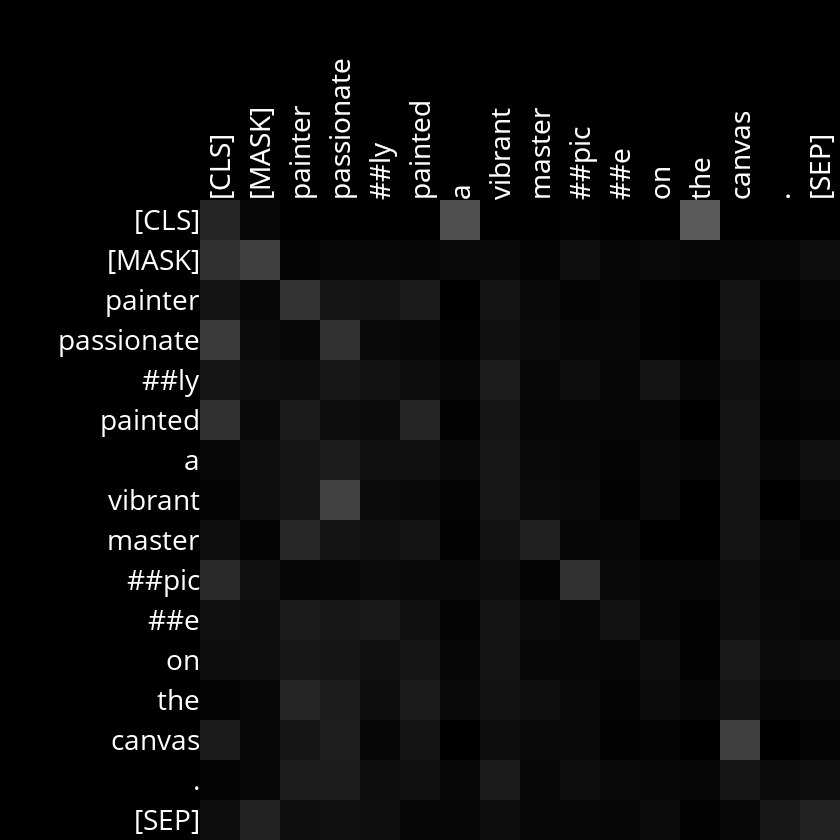 [CLS] [MASK] painter passionate ##ly painted a vibrant master ##pic ##e on the canvas . [SEP]
[CLS]
[MASK]
painter
passionate
##ly
painted
a
vibrant
master
##pic
##e
on
the
canvas
.
[SEP]